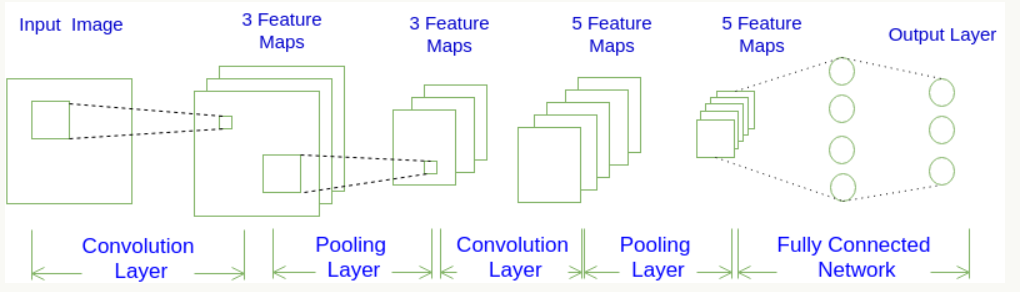 Input Image
3 Feature
Maps
3 Feature
Maps
5 Feature
Maps
5 Feature
Maps
Output Layer
Convolution
Layer
Pooling
Layer
Convolution
Layer
Pooling
Layer
Fully Connected
Network